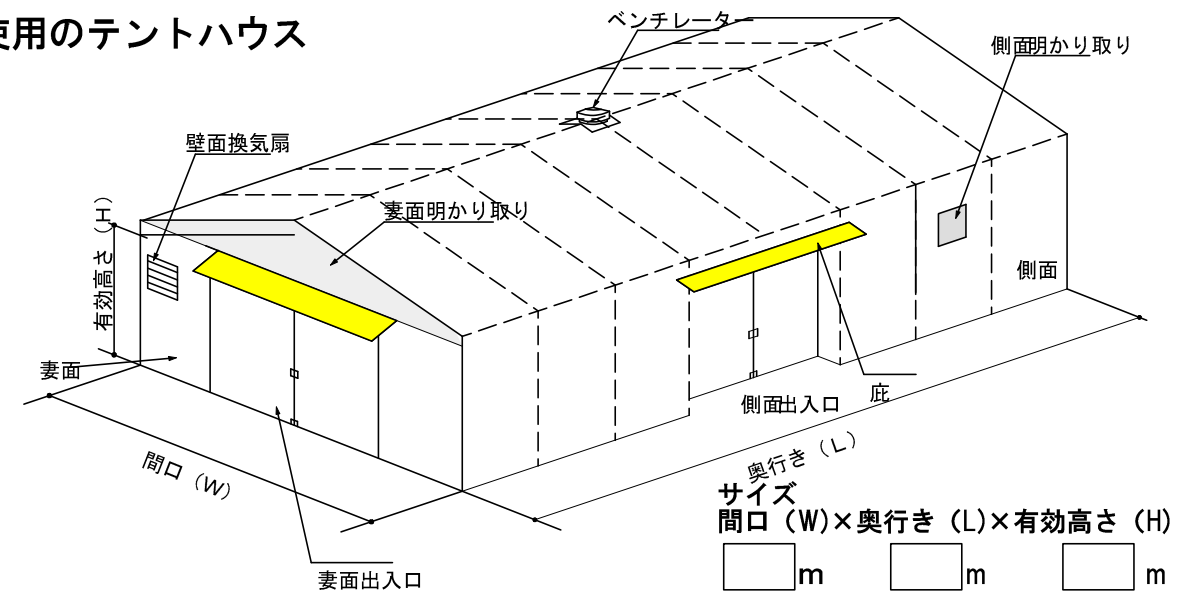 使用のテントハウス
ベンチレーター
側面明かり取り
壁面換気扇
妻面明かり取り
有効高さ（H）
側面
妻面
庇
側面出入口
間口（W）
奥行き（L）
サイズ
間口（W)×奥行き（L)×有効高さ（H)
m m m
妻面出入口